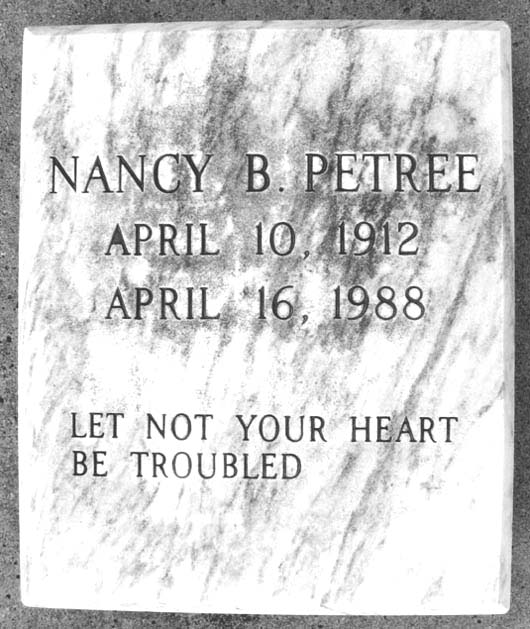 NANCY B. PETREE
APRIL 10, 1912
APRIL 16, 1988
LET NOT YOUR HEART
BE TROUBLED